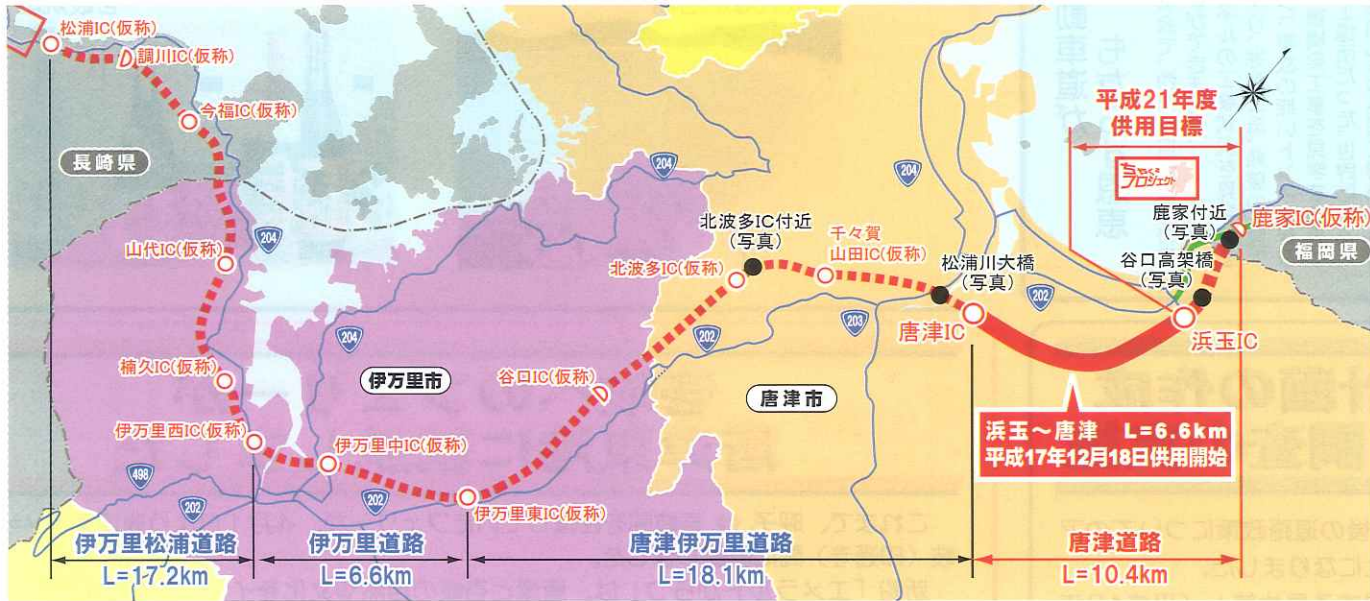 松浦IC(仮称)
調川IC(仮称)
今福IC(仮称)
長崎県
山代IC(仮称)
204
楠久IC(仮称)
伊万里西IC(仮称)
498
202
204
伊万里市
伊万里中IC(仮称)
202
伊万里東IC(仮称)
谷口IC(仮称)
204
北波多IC付近
(写真)
北波多IC(仮称)
千々賀
山田IC(仮称)
202
203
唐津市
204
松浦川大橋
(写真)
唐津IC
202
平成21年度
供用目標
プロジェクト
鹿家付近
(写真)
鹿家IC(仮称)
谷口高架橋
(写真)
福岡県
浜玉IC
浜玉～唐津 L=6.6km
平成17年12月18日供用開始
伊万里松浦道路
L=17.2km
伊万里道路
L=6.6km
唐津伊万里道路
L=18.1km
唐津道路
L=10.4km